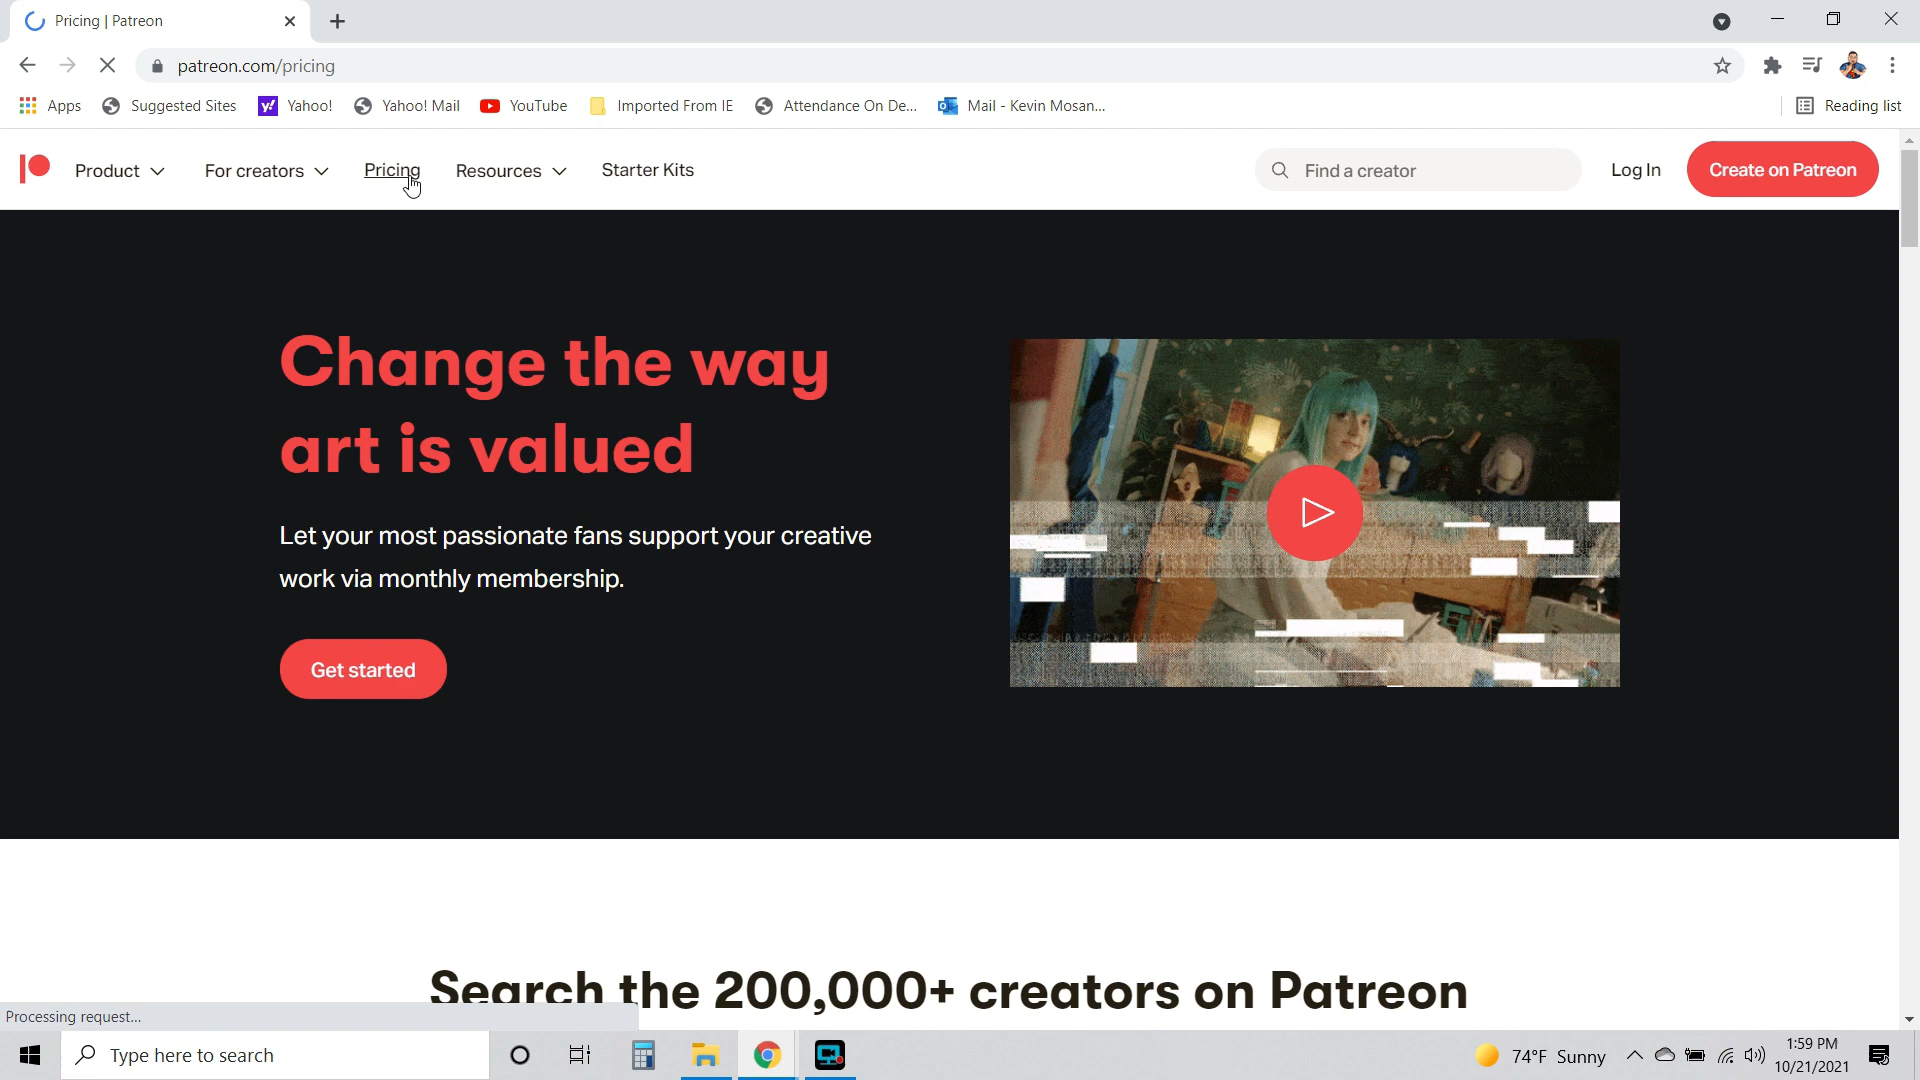 Pricing | Patreon
patreon.com/pricing
Apps Suggested Sites Yahoo! Yahoo! Mail YouTube Imported From IE Attendance On De... Mail - Kevin Mosan... Reading list
Product For creators Pricing Resources Starter Kits Find a creator Log In Create on Patreon
Change the way
art is valued
Let your most passionate fans support your creative
work via monthly membership.
Get started
Search the 200,000+ creators on Patreon
Processing request...
Type here to search 74°F Sunny 1:59 PM
10/21/2021